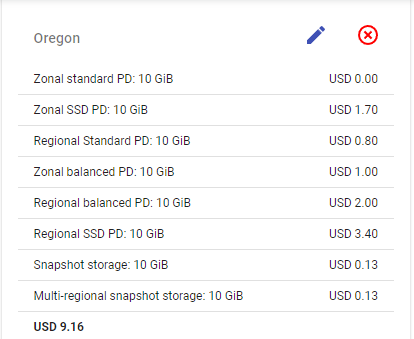 Oregon
Zonal standard PD: 10 GiB USD 0.00
Zonal SSD PD: 10 GiB USD 1.70
Regional Standard PD: 10 GiB USD 0.80
Zonal balanced PD: 10 GiB USD 1.00
Regional balanced PD: 10 GiB USD 2.00
Regional SSD PD: 10 GiB USD 3.40
Snapshot storage: 10 GiB USD 0.13
Multi-regional snapshot storage: 10 GiB USD 0.13
USD 9.16